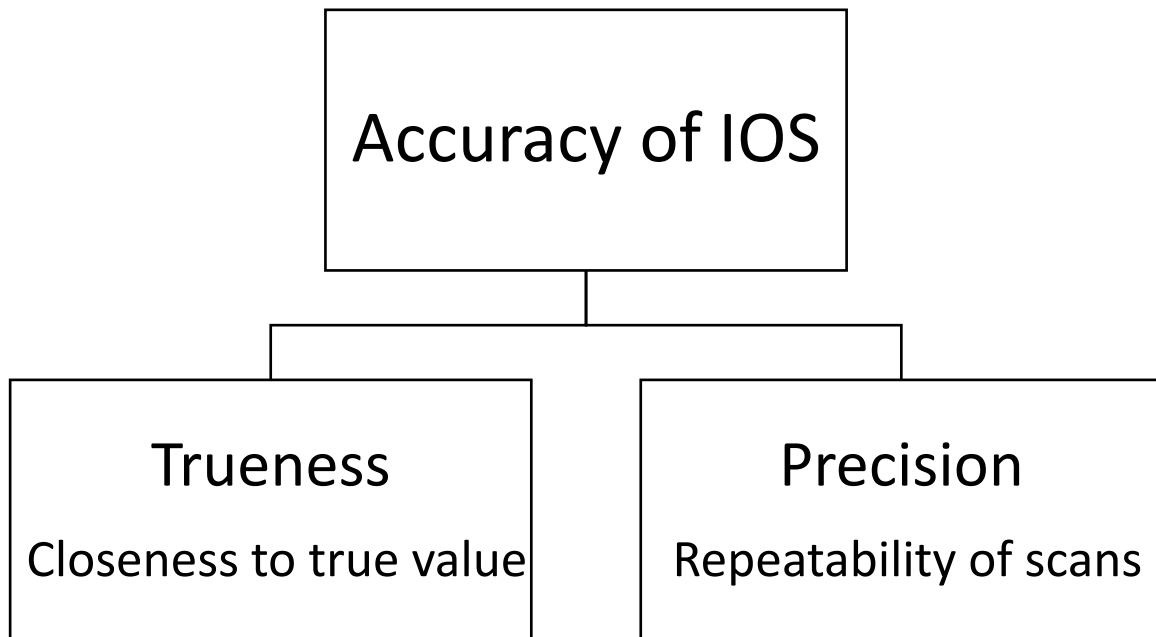 Accuracy of IOS
Trueness
Closeness to true value
Precision
Repeatability of scans